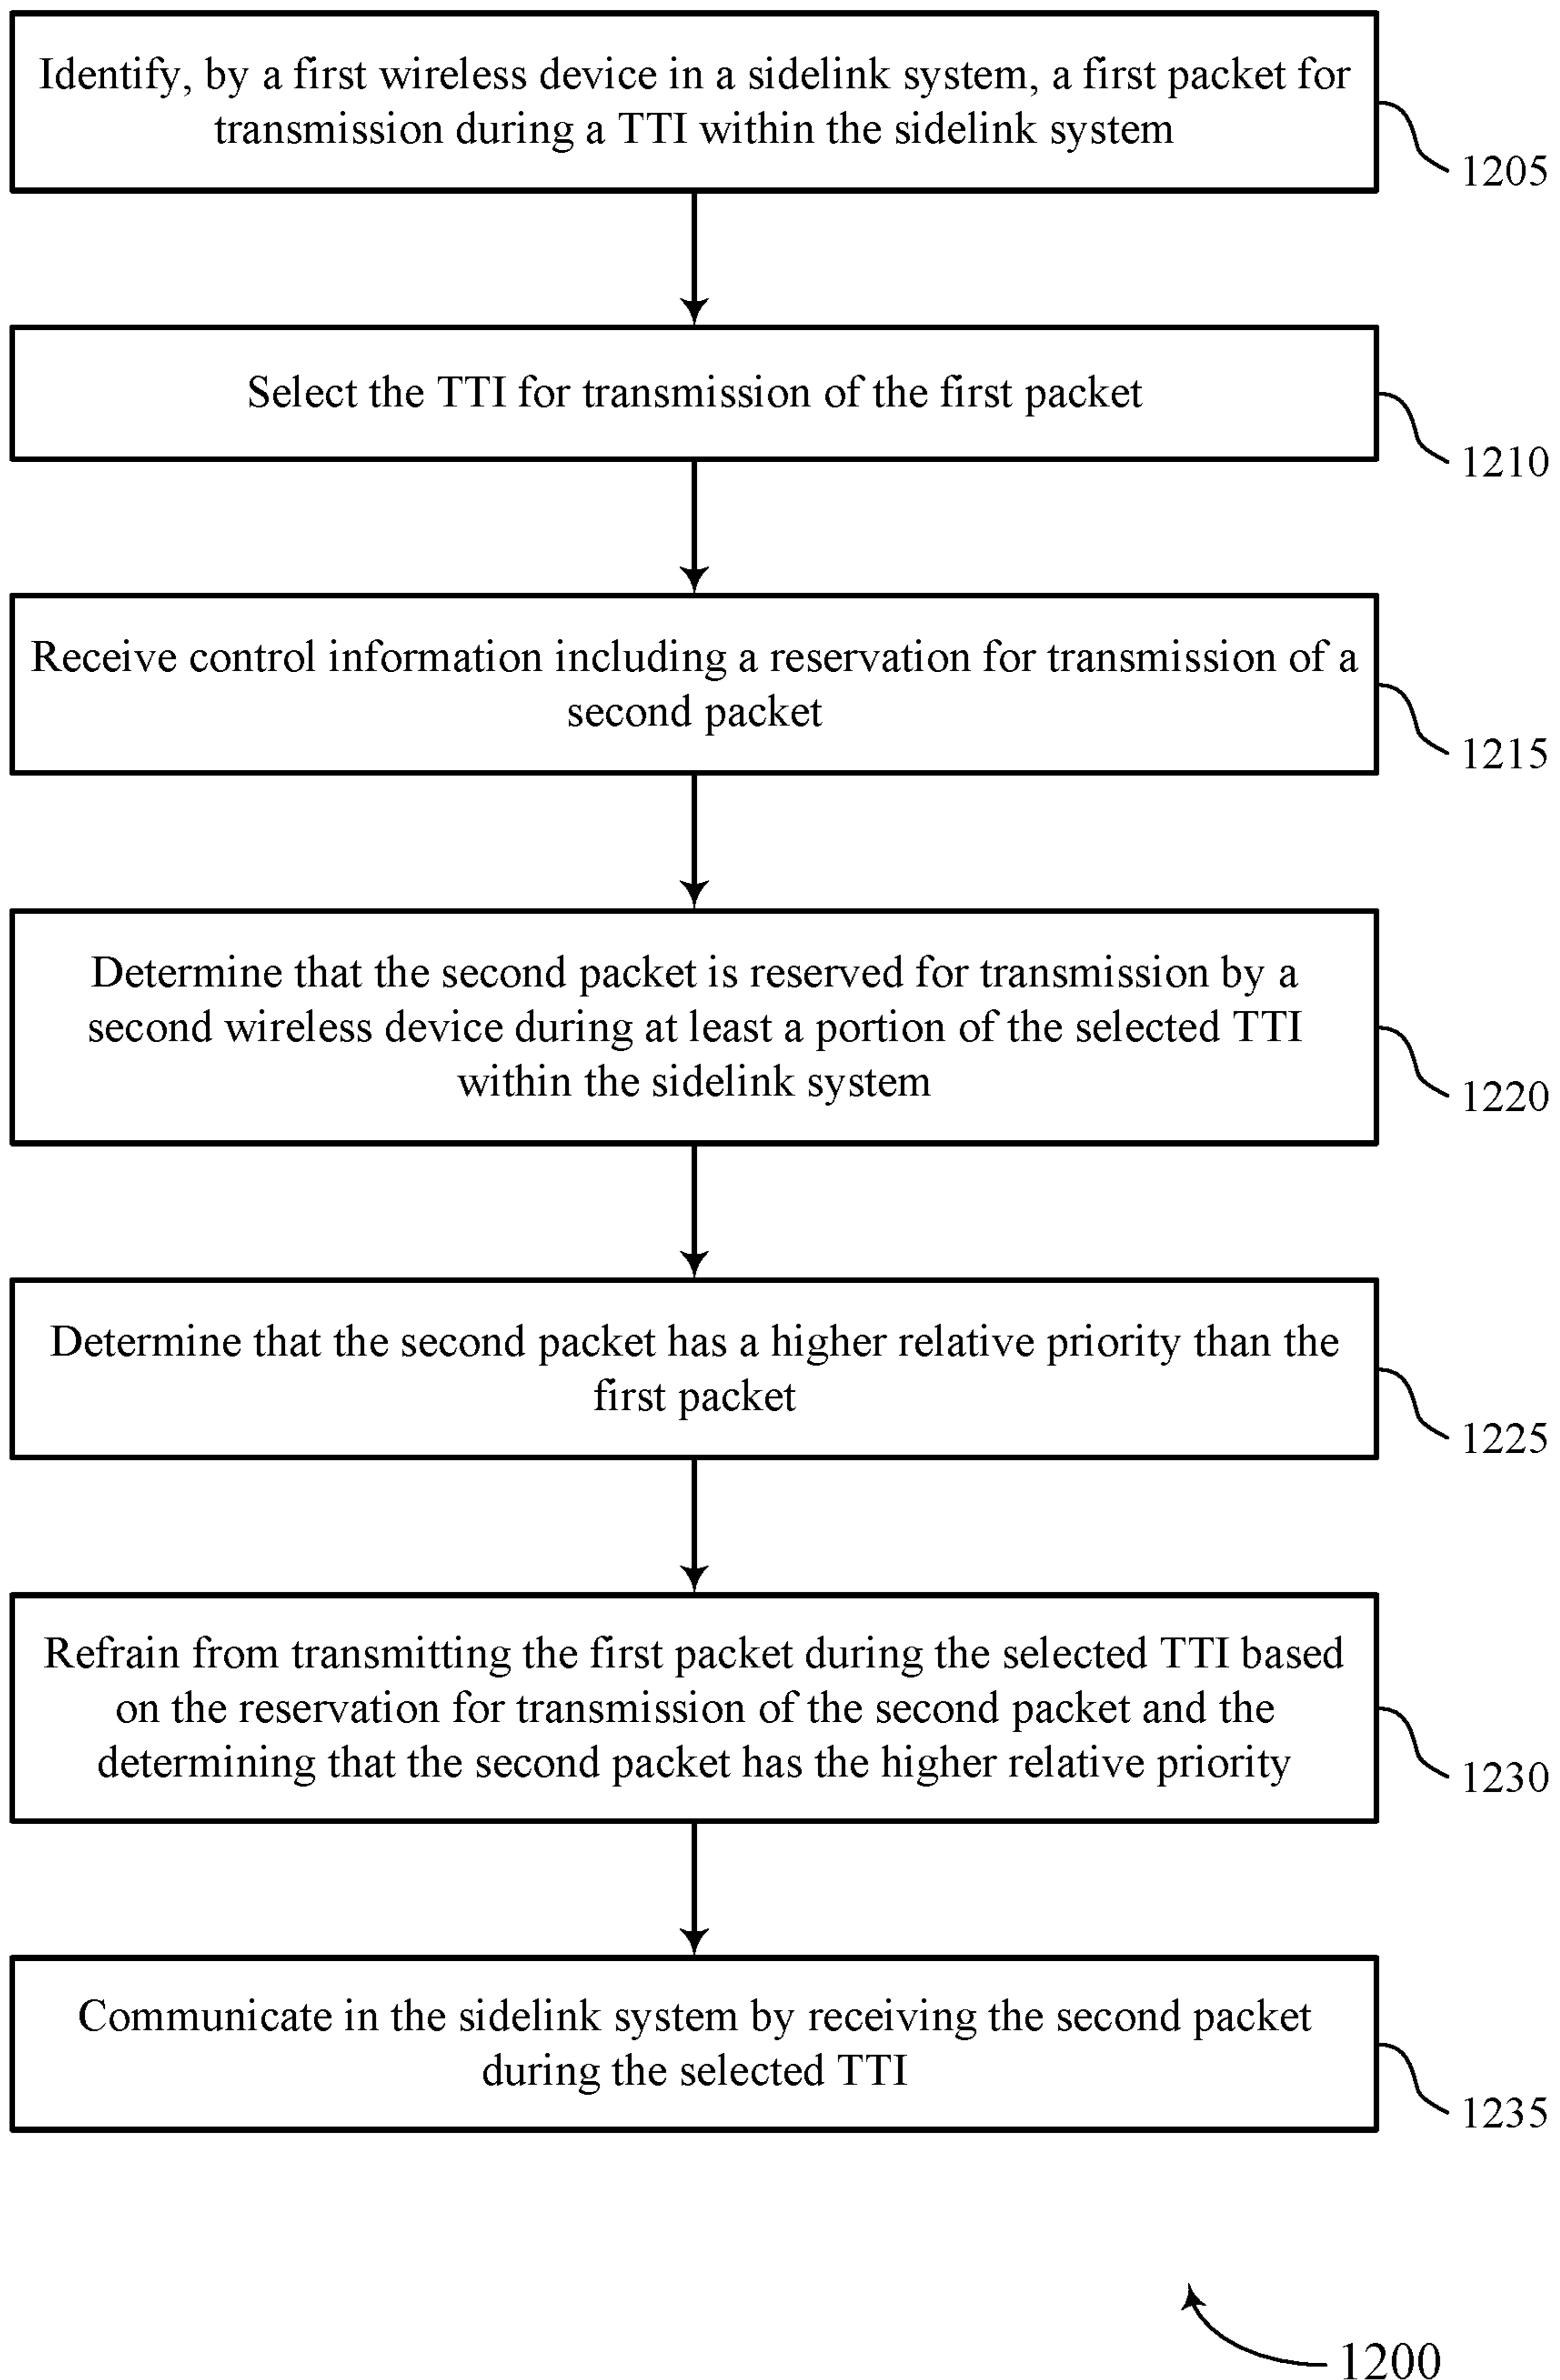 Identify, by a first wireless device in a sidelink system, a first packet for
transmission during a TTI within the sidelink system
1205
Select the TTI for transmission of the first packet
1210
Receive control information including a reservation for transmission of a
second packet
1215
Determine that the second packet is reserved for transmission by a
second wireless device during at least a portion of the selected TTI
within the sidelink system
1220
Determine that the second packet has a higher relative priority than the
first packet
1225
Refrain from transmitting the first packet during the selected TTI based
on the reservation for transmission of the second packet and the
determining that the second packet has the higher relative priority
1230
Communicate in the sidelink system by receiving the second packet
during the selected TTI
1235
1200